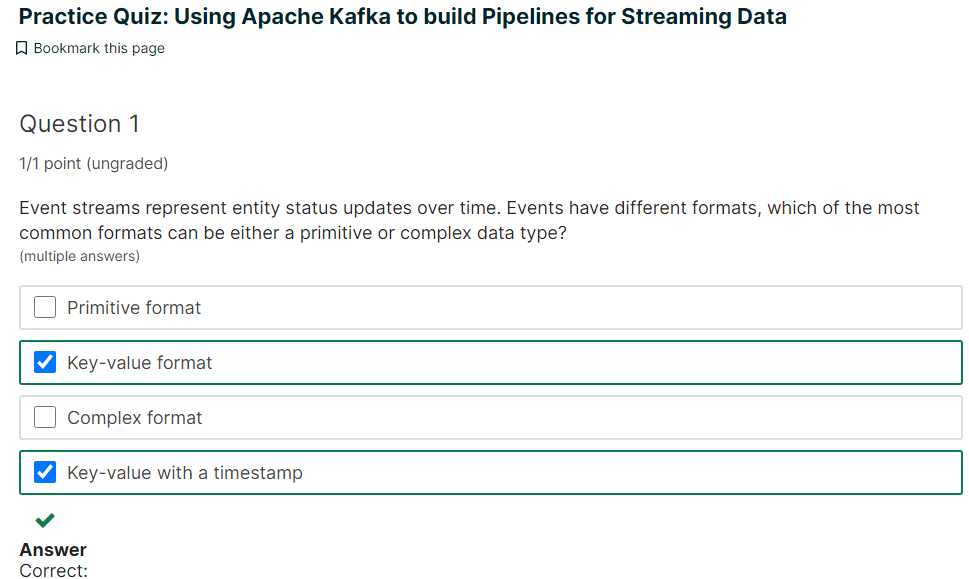 Practice Quiz: Using Apache Kafka to build Pipelines for Streaming Data
Bookmark this page
Question 1
1/1 point (ungraded)
Event streams represent entity status updates over time. Events have different formats, which of the most
common formats can be either a primitive or complex data type?
(multiple answers)
Primitive format
Key-value format
Complex format
Key-value with a timestamp
Answer
Correct: